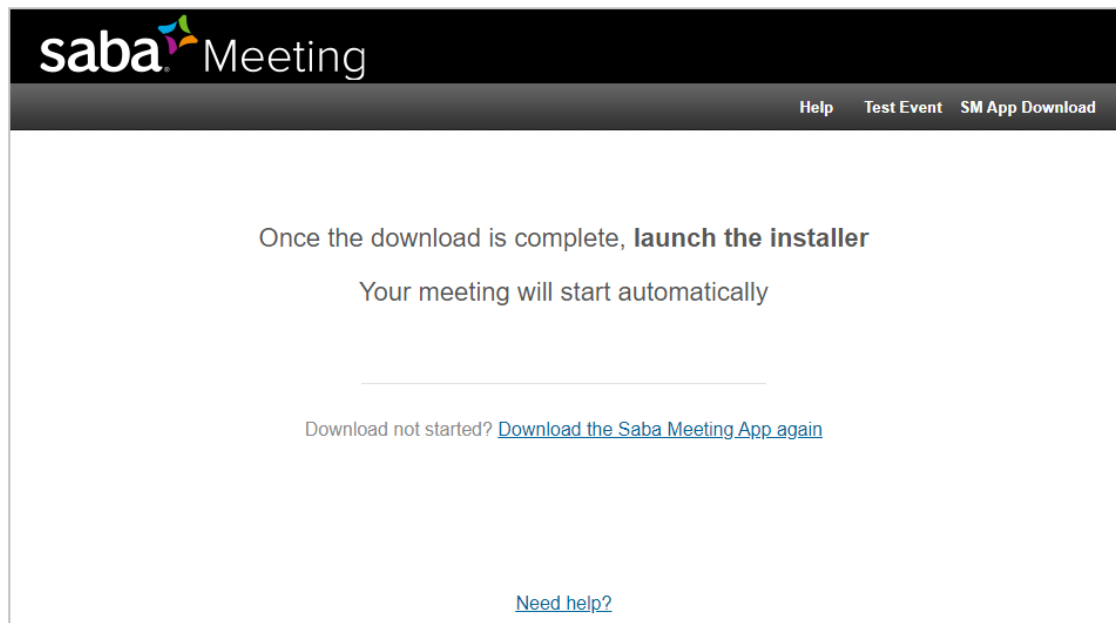 saba® Meeting
Help Test Event SM App Download
Once the download is complete, launch the installer
Your meeting will start automatically
Download not started? Download the Saba Meeting App again
Need help?